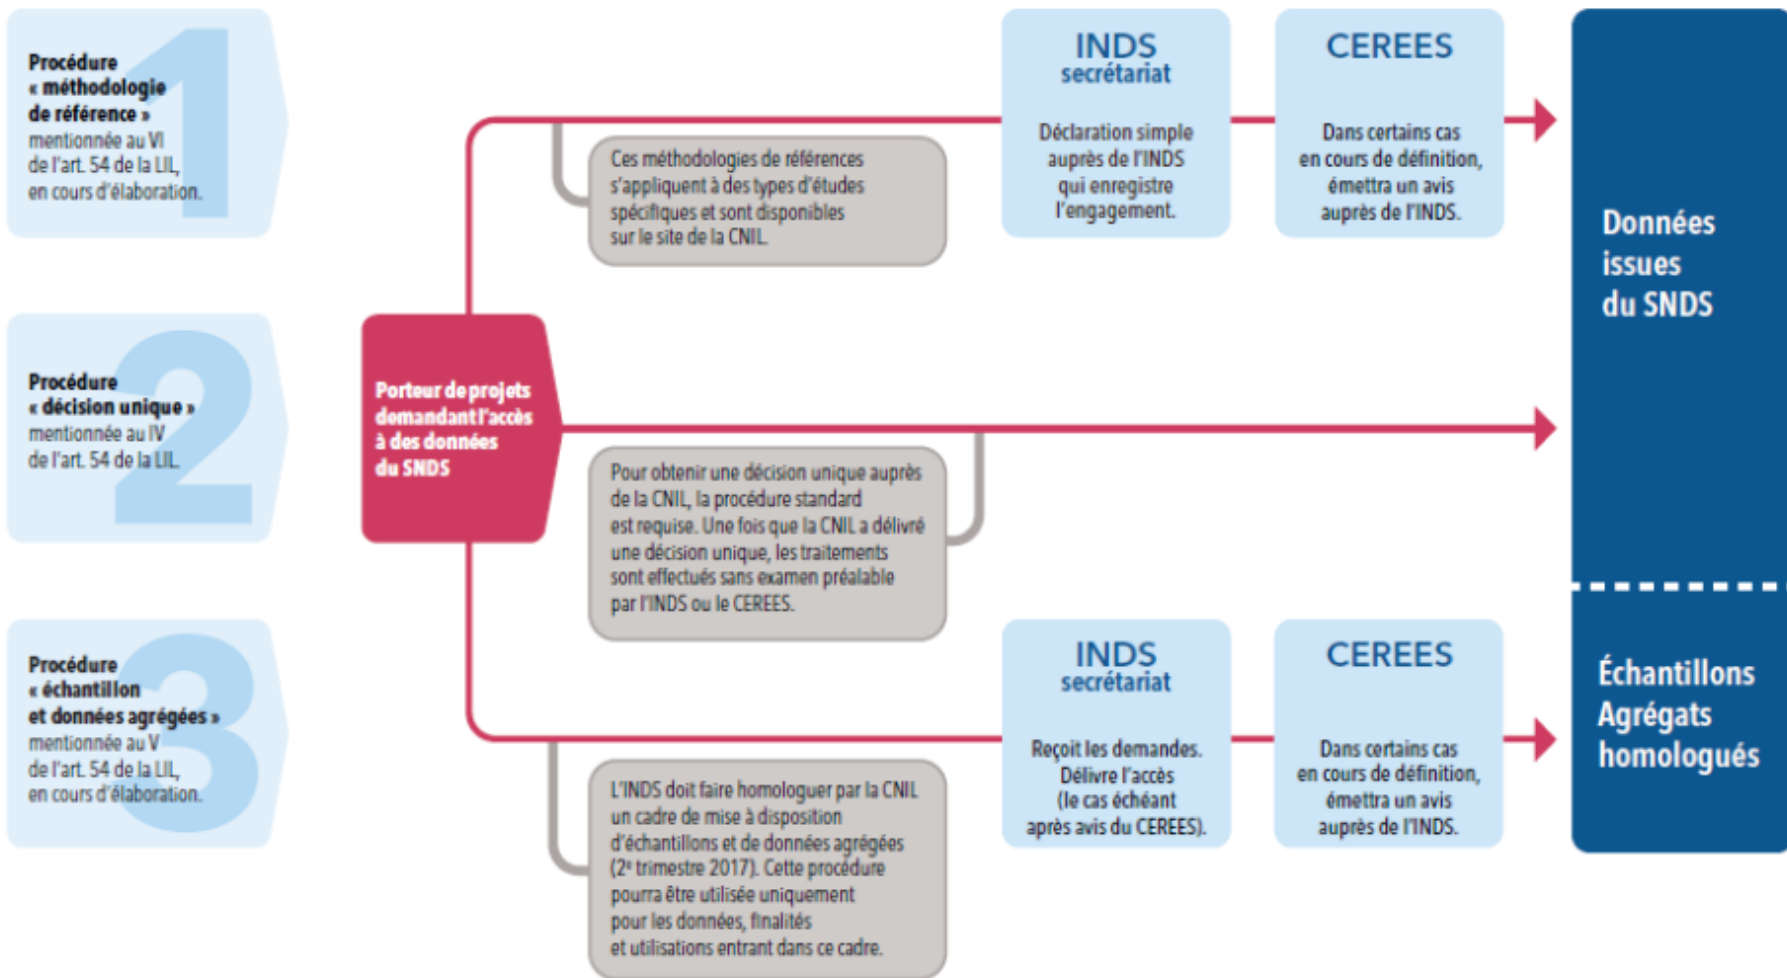 1
Procédure
« méthodologie
de référence »
mentionnée au VI
de l'art. 54 de la LIL,
en cours d'élaboration.
Ces méthodologies de références
s'appliquent à des types d'études
spécifiques et sont disponibles
sur le site de la CNIL.
INDS
secrétariat
Déclaration simple
auprès de l'INDS
qui enregistre
l'engagement.
CEREES
Dans certains cas
en cours de définition,
émettra un avis
auprès de l'INDS.
Données
issues
du SNDS
2
Procédure
« décision unique »
mentionnée au IV
de l'art. 54 de la LIL.
Porteur de projets
demandant l'accès
à des données
du SNDS
Pour obtenir une décision unique auprès
de la CNIL, la procédure standard
est requise. Une fois que la CNIL a délivré
une décision unique, les traitements
sont effectués sans examen préalable
par l'INDS ou le CEREES.
3
Procédure
« échantillon
et données agrégées »
mentionnée au V
de l'art. 54 de la LIL,
en cours d'élaboration.
L'INDS doit faire homologuer par la CNIL
un cadre de mise à disposition
d'échantillons et de données agrégées
(2e trimestre 2017). Cette procédure
pourra être utilisée uniquement
pour les données, finalités
et utilisations entrant dans ce cadre.
INDS
secrétariat
Reçoit les demandes.
Délivre l'accès
(le cas échéant
après avis du CEREES).
CEREES
Dans certains cas
en cours de définition,
émettra un avis
auprès de l'INDS.
Échantillons
Agrégats
homologués